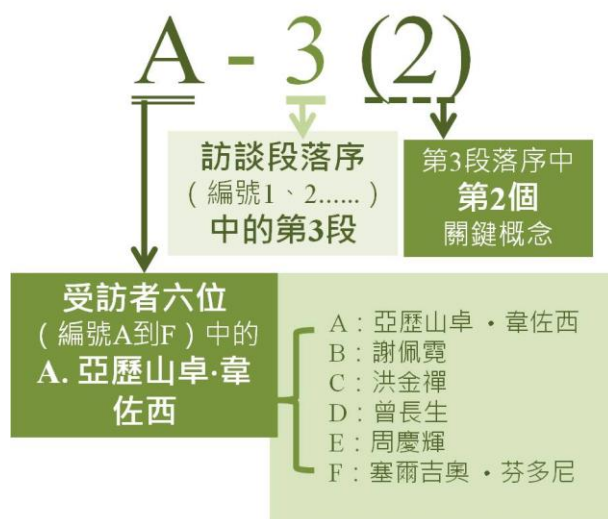 A - 3 (2)
訪談段落序
（編號1、2......）
中的第3段
第3段落序中
第2個
關鍵概念
受訪者六位
（編號A到F）中的
A. 亞歷山卓·韋
佐西
A：亞歷山卓 ·韋佐西
B：謝佩霓
C：洪金禪
D：曾長生
E：周慶輝
F：塞爾吉奧 ·芬多尼